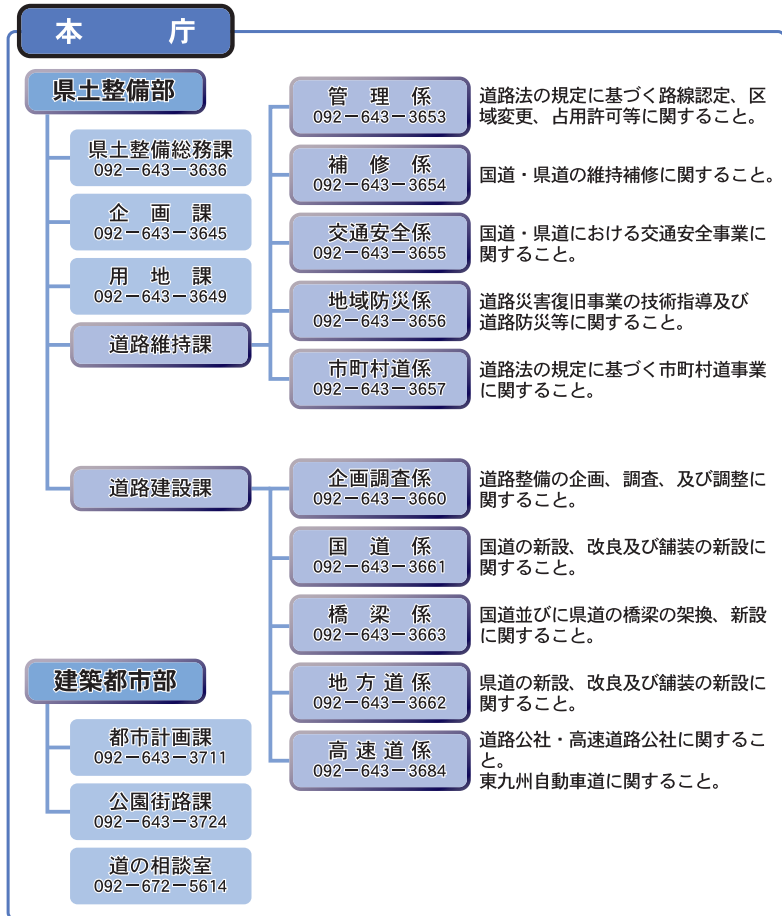 本　庁
県土整備部
県土整備総務課
092－643－3636
企　画　課
092－643－3645
用　地　課
092－643－3649
道路維持課
管　理　係
092－643－3653
道路法の規定に基づく路線認定、区
域変更、占用許可等に関すること。
補　修　係
092－643－3654
国道・県道の維持補修に関すること。
交通安全係
092－643－3655
国道・県道における交通安全事業に
関すること。
地域防災係
092－643－3656
道路災害復旧事業の技術指導及び
道路防災等に関すること。
市町村道係
092－643－3657
道路法の規定に基づく市町村道事業
に関すること。
道路建設課
企画調査係
092－643－3660
道路整備の企画、調査、及び調整に
関すること。
国　道　係
092－643－3661
国道の新設、改良及び舗装の新設に
関すること。
橋　梁　係
092－643－3663
国道並びに県道の橋梁の架換、新設
に関すること。
地 方 道 係
092－643－3662
県道の新設、改良及び舗装の新設に
関すること。
高 速 道 係
092－643－3684
道路公社・高速道路公社に関するこ
と。
東九州自動車道に関すること。
建築都市部
都市計画課
092－643－3711
公園街路課
092－643－3724
道の相談室
092－672－5614